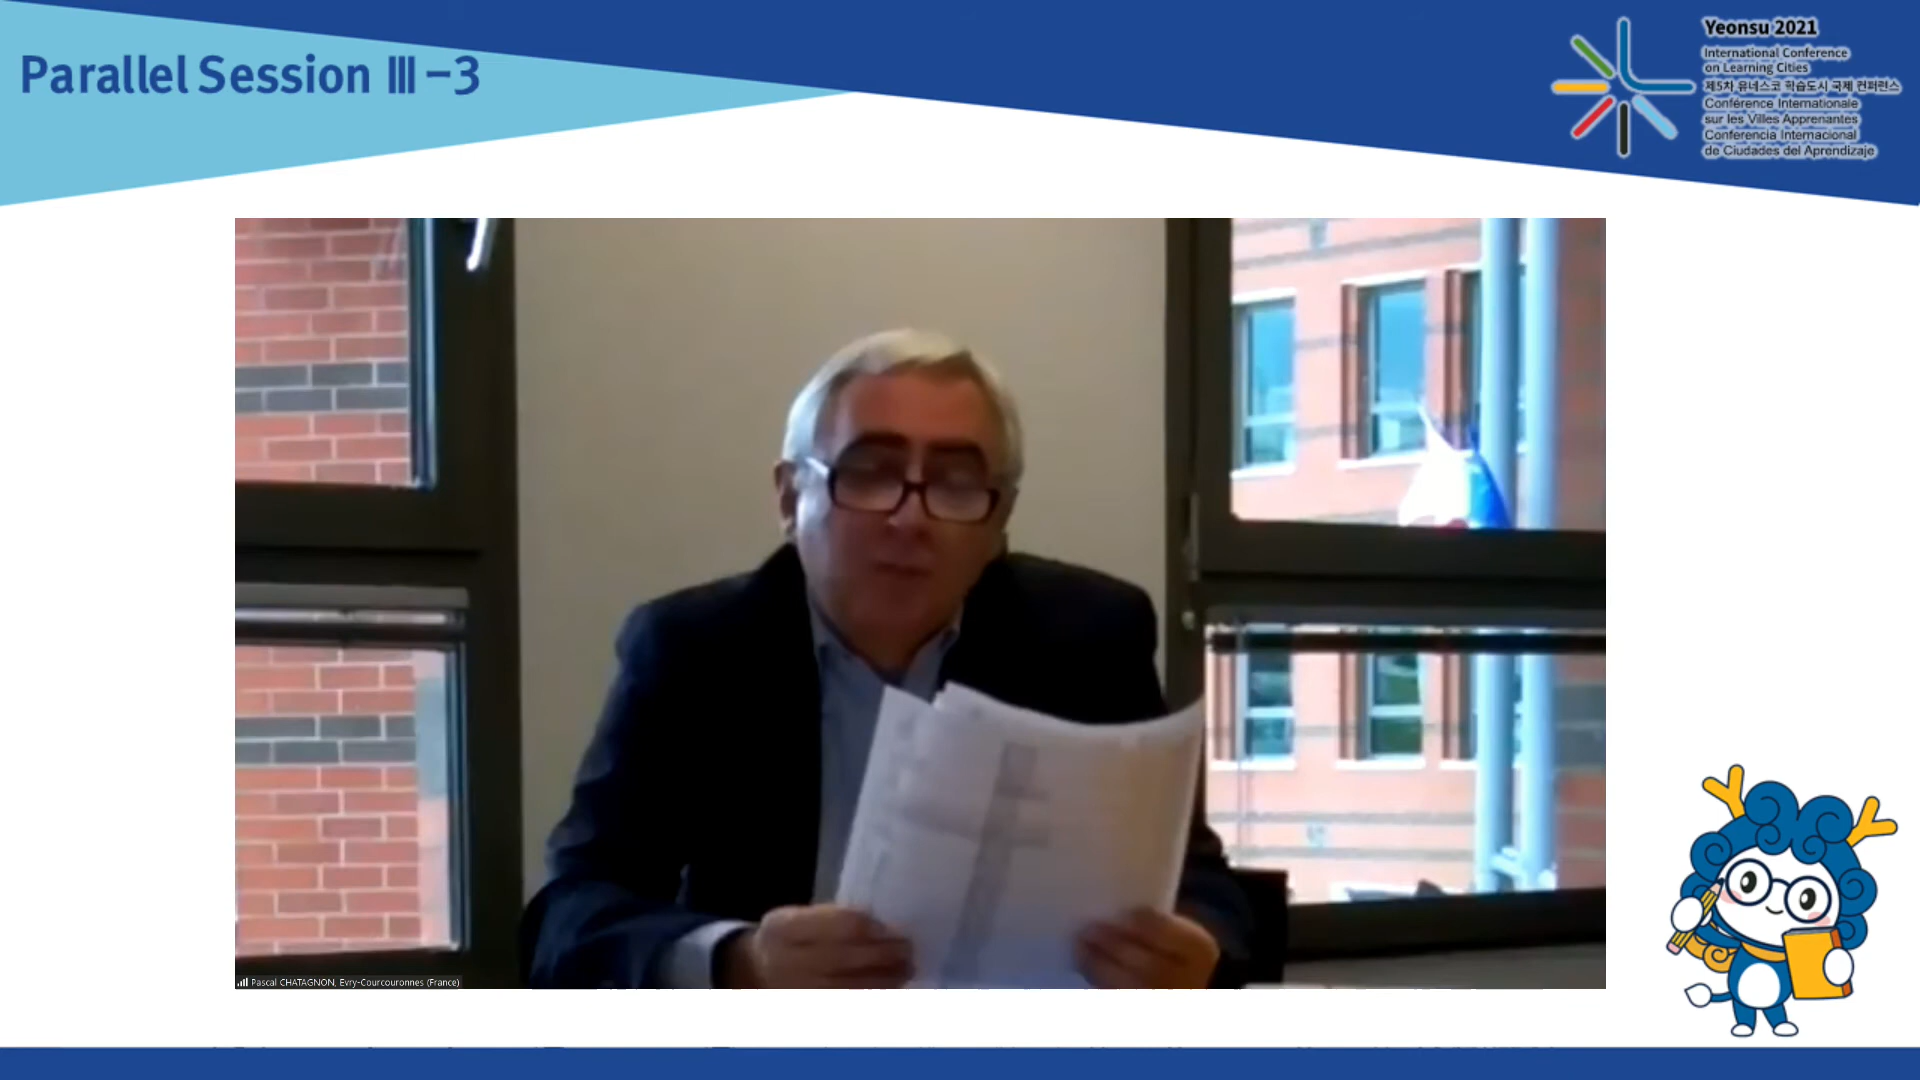 Parallel Session Ⅲ-3
Yeonsu 2021
International Conference
on Learning Cities
제5차 유네스코 학습도시 국제 컨퍼런스
Conférence Internationale
sur les Villes Apprenantes
Conferencia Internacional
de Ciudades del Aprendizaje
Pascal CHATAGNON, Evry-Courcouronnes (France)